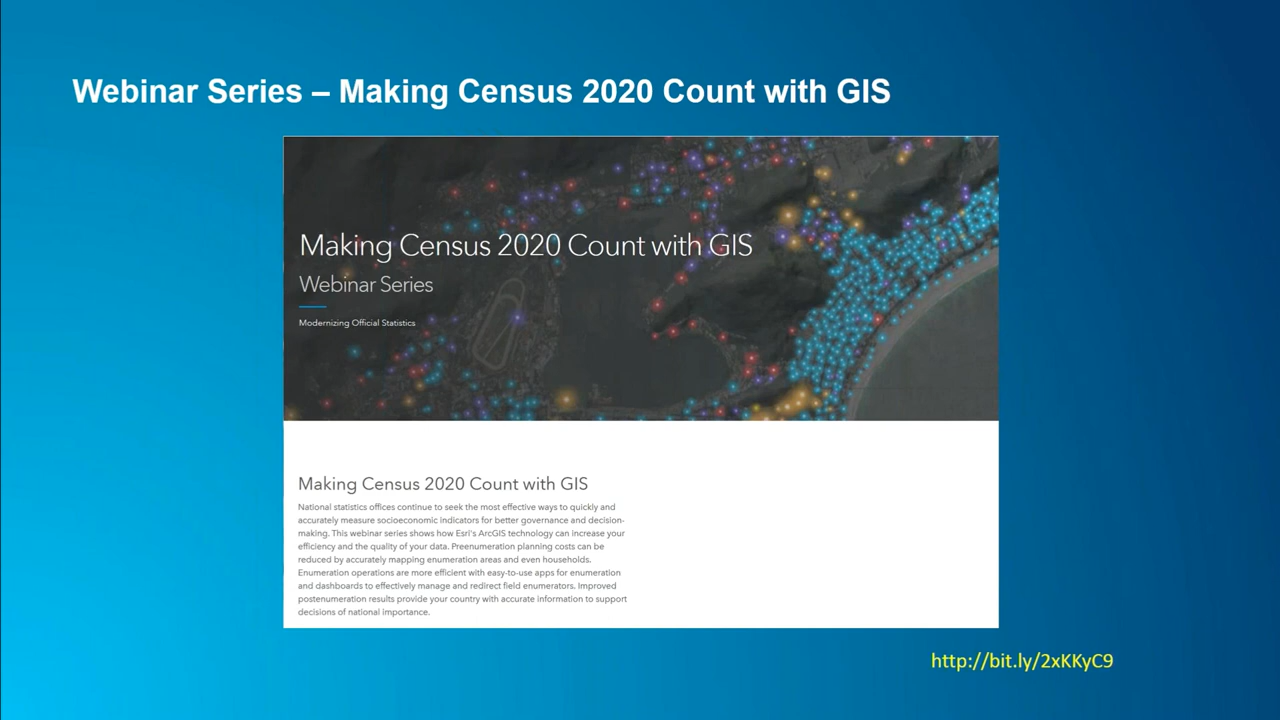 Webinar Series – Making Census 2020 Count with GIS
Making Census 2020 Count with GIS
Webinar Series
Modernizing Official Statistics
Making Census 2020 Count with GIS
National statistics offices continue to seek the most effective ways to quickly and
accurately measure socioeconomic indicators for better governance and decision-
making. This webinar series shows how Esri's ArcGIS technology can increase your
efficiency and the quality of your data. Preenumeration planning costs can be
reduced by accurately mapping enumeration areas and even households.
Enumeration operations are more efficient with easy-to-use apps for enumeration
and dashboards to effectively manage and redirect field enumerators. Improved
postenumeration results provide your country with accurate information to support
decisions of national importance.
http://bit.ly/2xKKyC9